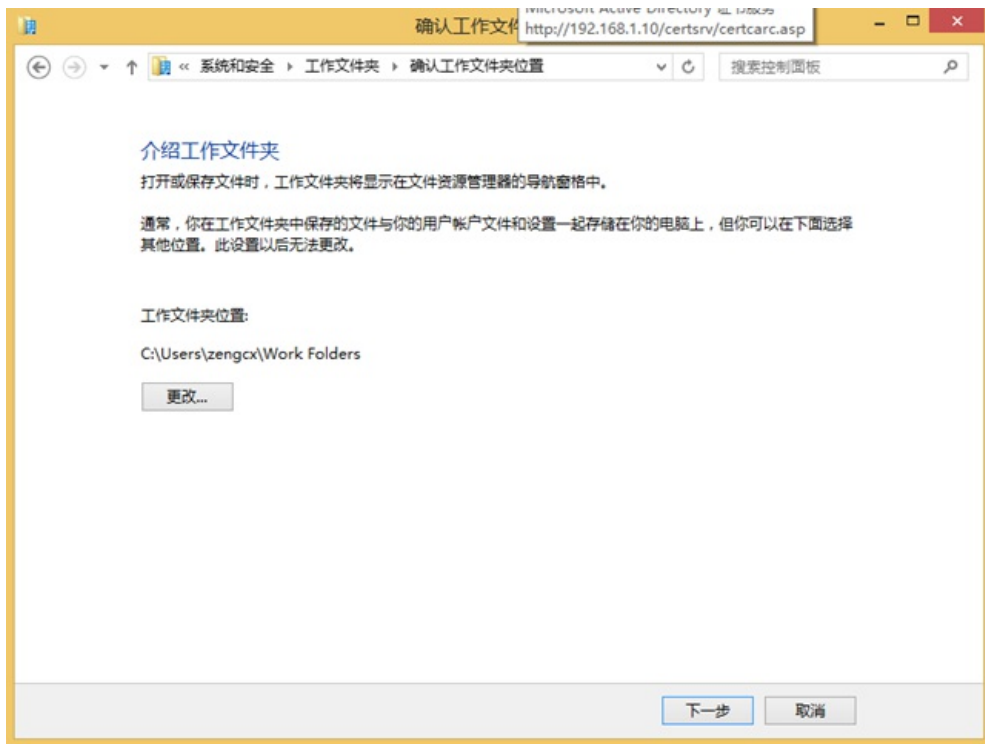 Microsoft Active Directory 证书服务
确认工作文件
http://192.168.1.10/certsrv/certcarc.asp
« 系统和安全 ▸ 工作文件夹 ▸ 确认工作文件夹位置
搜索控制面板
介绍工作文件夹
打开或保存文件时，工作文件夹将显示在文件资源管理器的导航窗格中。
通常，你在工作文件夹中保存的文件与你的用户帐户文件和设置一起存储在你的电脑上，但你可以在下面选择
其他位置。此设置以后无法更改。
工作文件夹位置:
C:\Users\zengcx\Work Folders
更改...
下一步
取消